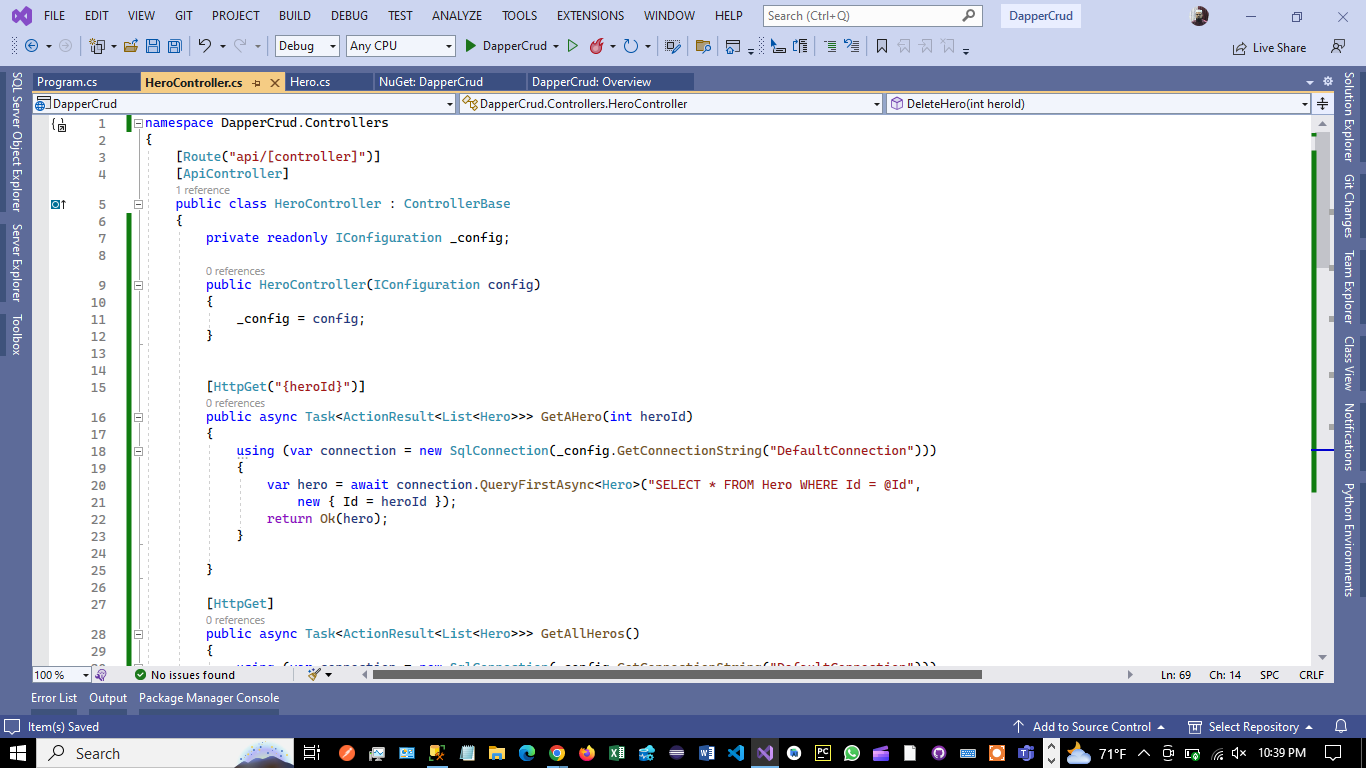 FILE EDIT VIEW GIT PROJECT BUILD DEBUG TEST ANALYZE TOOLS EXTENSIONS WINDOW HELP Search (Ctrl+Q) DapperCrud
Debug Any CPU DapperCrud Live Share
Program.cs HeroController.cs Hero.cs NuGet: DapperCrud DapperCrud: Overview
DapperCrud DapperCrud.Controllers.HeroController DeleteHero(int heroId)
SQL Server Object Explorer
Server Explorer
Toolbox
1 namespace DapperCrud.Controllers
2 {
3 [Route("api/[controller]")]
4 [ApiController]
1 reference
5 public class HeroController : ControllerBase
6 {
7 private readonly IConfiguration _config;
8
0 references
9 public HeroController(IConfiguration config)
10 {
11 _config = config;
12 }
13
14
15 [HttpGet("{heroId}")]
0 references
16 public async Task<ActionResult<List<Hero>>> GetAHero(int heroId)
17 {
18 using (var connection = new SqlConnection(_config.GetConnectionString("DefaultConnection")))
19 {
20 var hero = await connection.QueryFirstAsync<Hero>("SELECT * FROM Hero WHERE Id = @Id",
21 new { Id = heroId });
22 return Ok(hero);
23 }
24
25 }
26
27 [HttpGet]
0 references
28 public async Task<ActionResult<List<Hero>>> GetAllHeros()
29 {
using (var connection = new SqlConnection(_config.GetConnectionString("DefaultConnection")))
Solution Explorer
Git Changes
Team Explorer
Class View
Notifications
Python Environments
100 % No issues found Ln: 69 Ch: 14 SPC CRLF
Error List Output Package Manager Console
Item(s) Saved Add to Source Control Select Repository
Search 71°F 10:39 PM